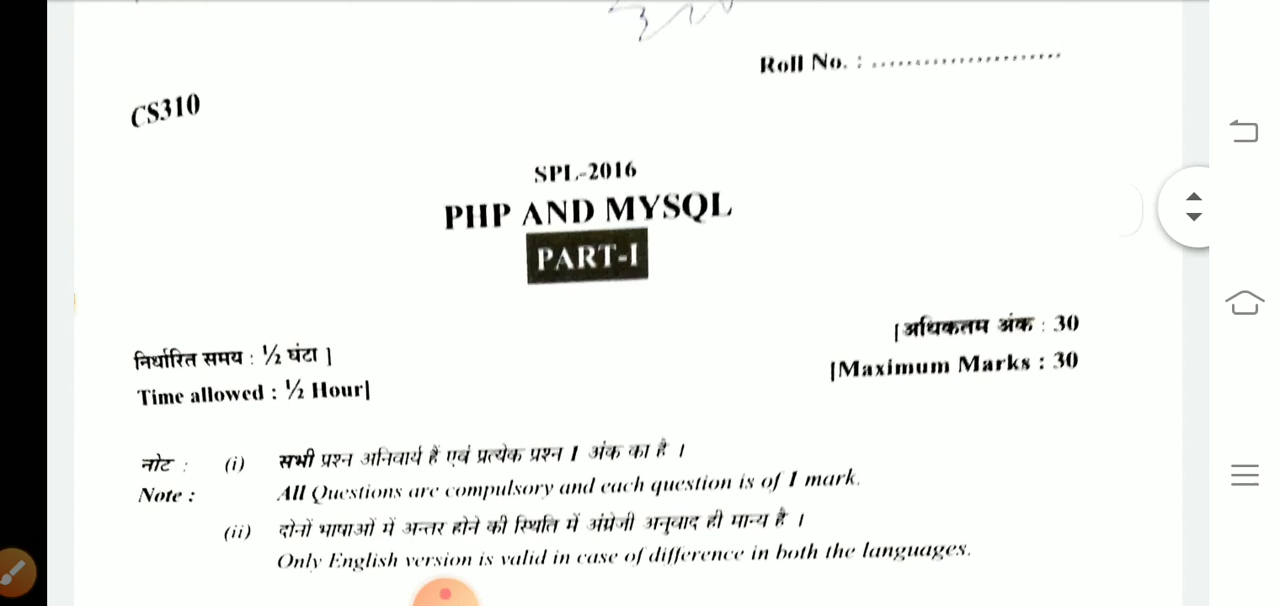 Roll No. : ........................
CS310
SPL-2016
PHP AND MYSQL
PART-I
[अधिकतम अंक : 30
निर्धारित समय : ½ घंटा ]
[Maximum Marks : 30
Time allowed : ½ Hour]
नोट : (i) सभी प्रश्न अनिवार्य हैं एवं प्रत्येक प्रश्न 1 अंक का है ।
Note : All Questions are compulsory and each question is of 1 mark.
(ii) दोनों भाषाओं में अन्तर होने की स्थिति में अंग्रेजी अनुवाद ही मान्य है ।
Only English version is valid in case of difference in both the languages.